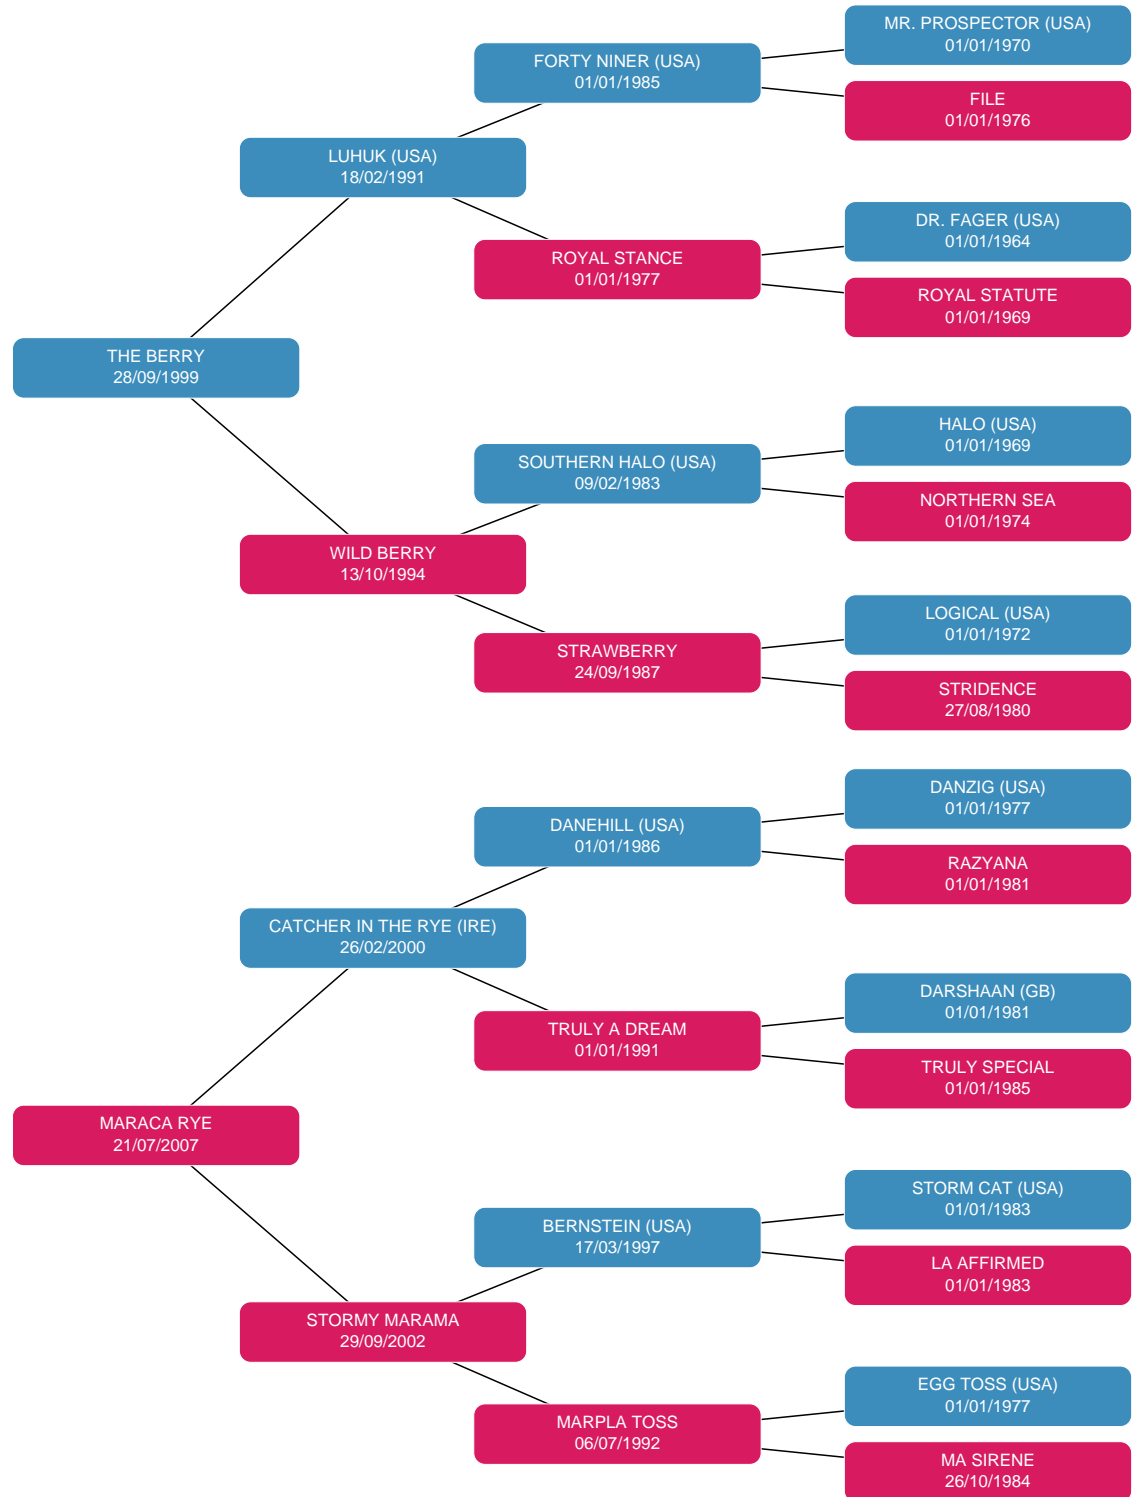 MR. PROSPECTOR (USA)
01/01/1970
FORTY NINER (USA)
01/01/1985
FILE
01/01/1976
LUHUK (USA)
18/02/1991
DR. FAGER (USA)
01/01/1964
ROYAL STANCE
01/01/1977
ROYAL STATUTE
01/01/1969
THE BERRY
28/09/1999
HALO (USA)
01/01/1969
SOUTHERN HALO (USA)
09/02/1983
NORTHERN SEA
01/01/1974
WILD BERRY
13/10/1994
LOGICAL (USA)
01/01/1972
STRAWBERRY
24/09/1987
STRIDENCE
27/08/1980
DANZIG (USA)
01/01/1977
DANEHILL (USA)
01/01/1986
RAZYANA
01/01/1981
CATCHER IN THE RYE (IRE)
26/02/2000
DARSHAAN (GB)
01/01/1981
TRULY A DREAM
01/01/1991
TRULY SPECIAL
01/01/1985
MARACA RYE
21/07/2007
STORM CAT (USA)
01/01/1983
BERNSTEIN (USA)
17/03/1997
LA AFFIRMED
01/01/1983
STORMY MARAMA
29/09/2002
EGG TOSS (USA)
01/01/1977
MARPLA TOSS
06/07/1992
MA SIRENE
26/10/1984